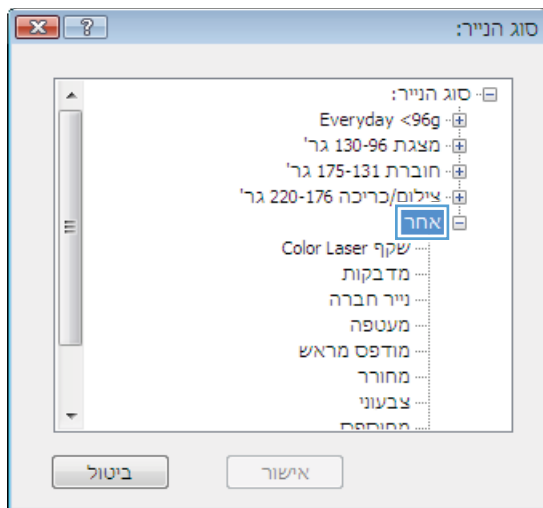 סוג הנייר:
סוג הנייר:
Everyday <96g
מצגת 130-96 גר'
חוברת 175-131 גר'
צילום/כריכה 220-176 גר'
אחר
שקף Color Laser
מדבקות
נייר חברה
מעטפה
מודפס מראש
מחורר
צבעוני
מחוספס
אישור
ביטול